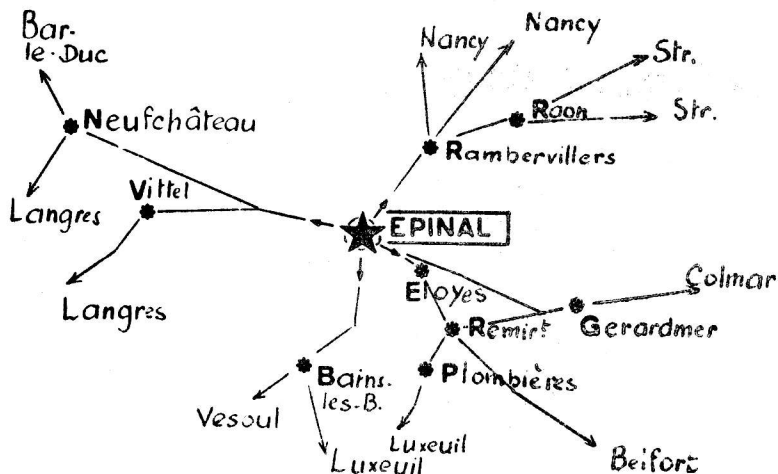 Bar-
le-Duc
Nancy
Nancy
Str.
Neufchâteau
Raon
Str.
Rambervillers
Vittel
Langres
EPINAL
Langres
Eloyes
Colmar
Remirt
Gerardmer
Bains-
les-B.
Plombières
Vesoul
Luxeuil
Luxeuil
Belfort